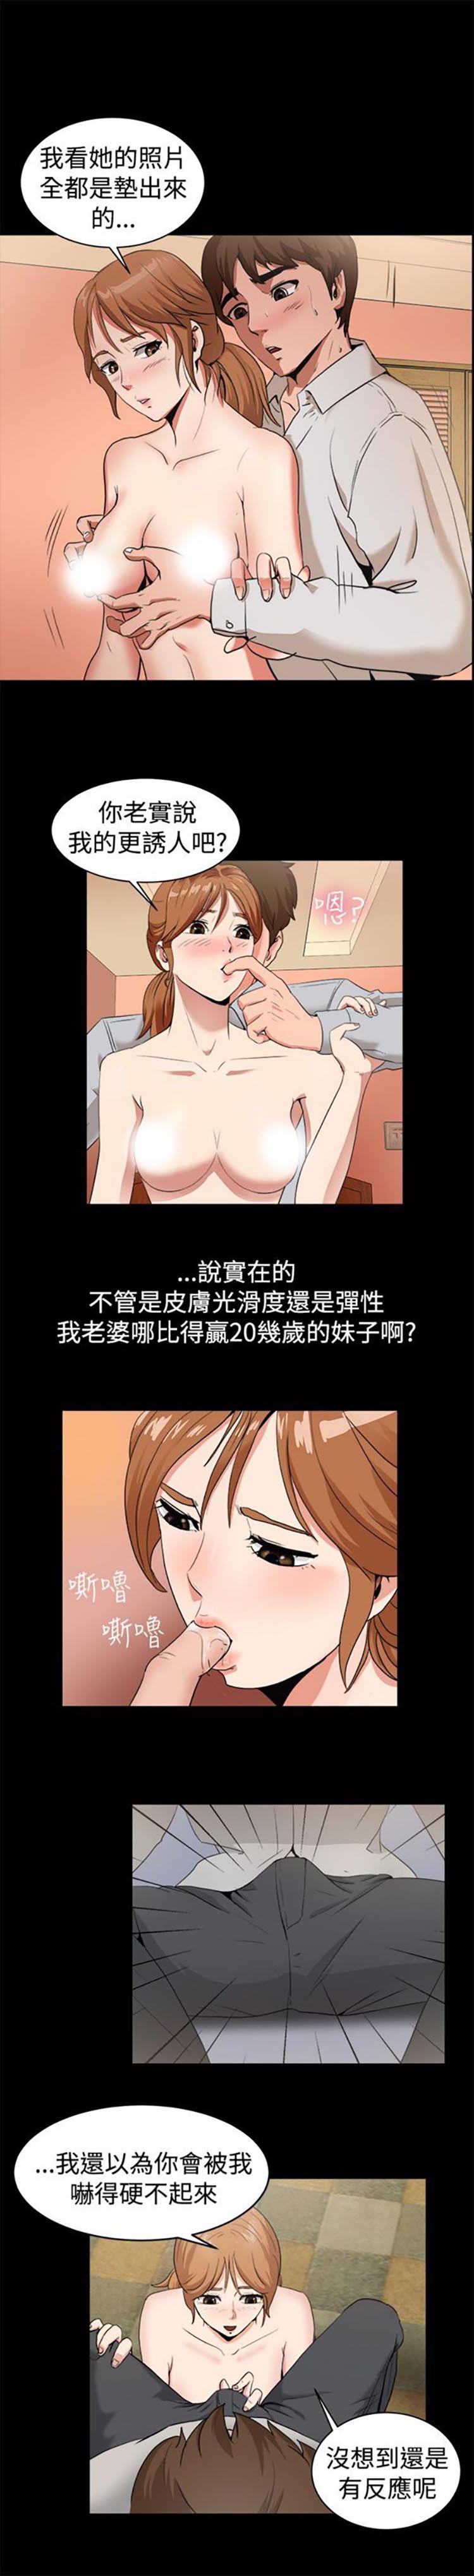 我看她的照片
全都是墊出來
的...
你老實說
我的更誘人吧?
嗯?
...說實在的
不管是皮膚光滑度還是彈性
我老婆哪比得贏20幾歲的妹子啊?
嘶嚕
嘶嚕
...我還以為你會被我
嚇得硬不起來
沒想到還是
有反應呢